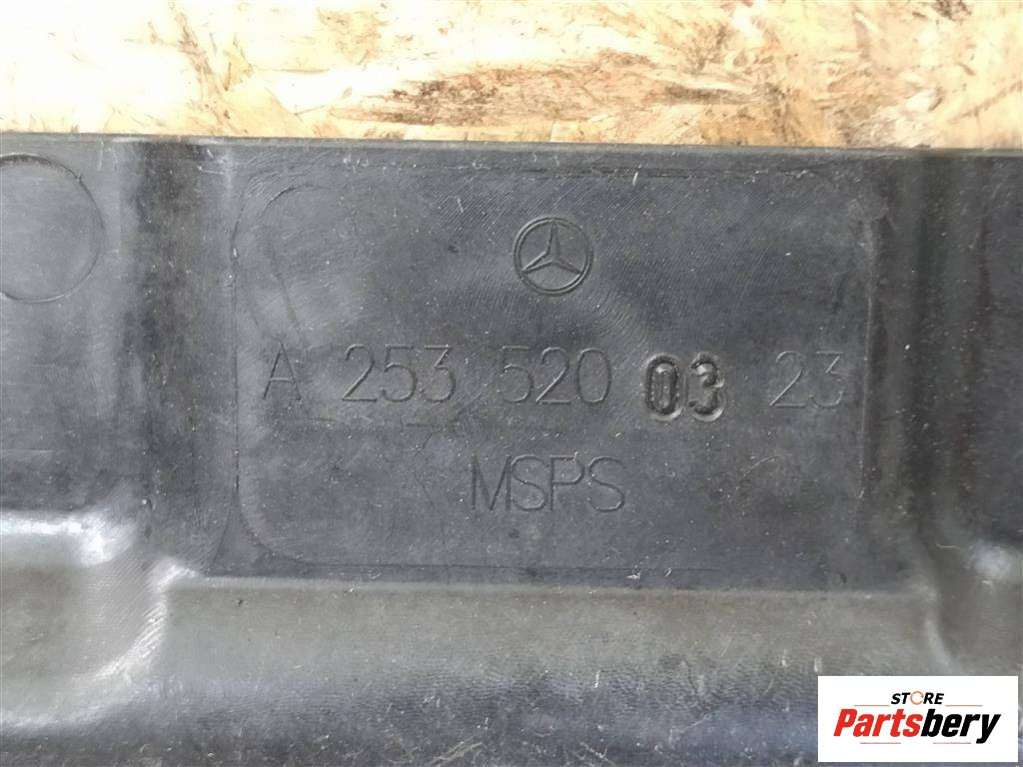 A 253 520 03 23
MSPS
STORE
Partsbery